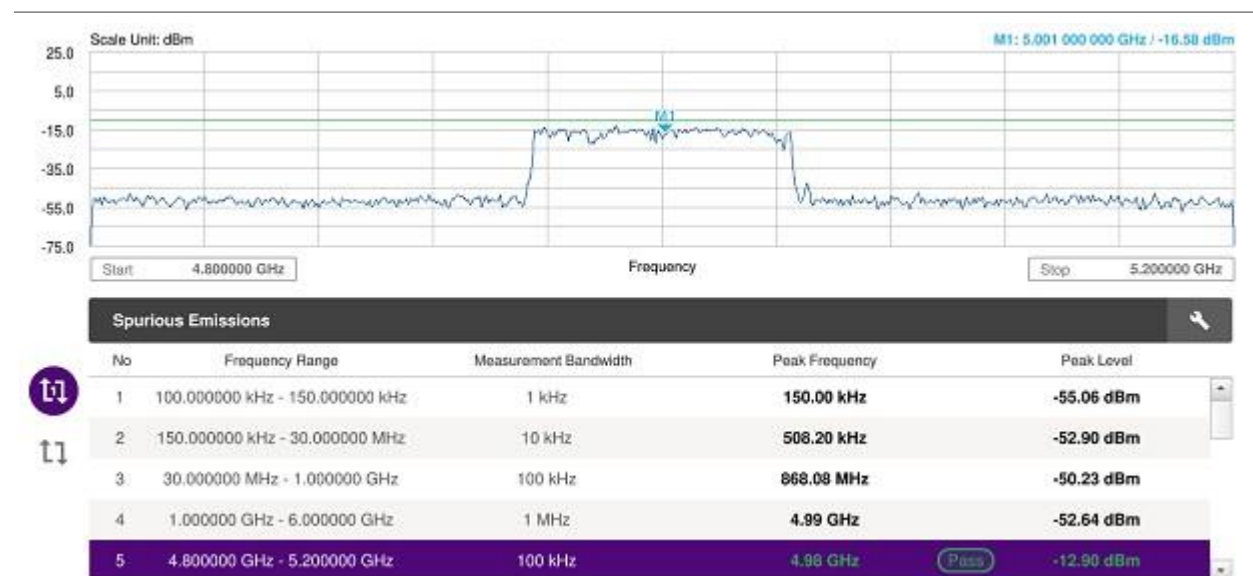 Scale Unit: dBm M1: 5.001 000 000 GHz / -16.58 dBm
25.0
5.0
-15.0
-35.0
-55.0
-75.0
Start 4.800000 GHz Frequency Stop 5.200000 GHz
Spurious Emissions
No Frequency Range Measurement Bandwidth Peak Frequency Peak Level
1 100.000000 kHz - 150.000000 kHz 1 kHz 150.00 kHz -55.06 dBm
2 150.000000 kHz - 30.000000 MHz 10 kHz 508.20 kHz -52.90 dBm
3 30.000000 MHz - 1.000000 GHz 100 kHz 868.08 MHz -50.23 dBm
4 1.000000 GHz - 6.000000 GHz 1 MHz 4.99 GHz -52.64 dBm
5 4.800000 GHz - 5.200000 GHz 100 kHz 4.98 GHz Pass -12.90 dBm